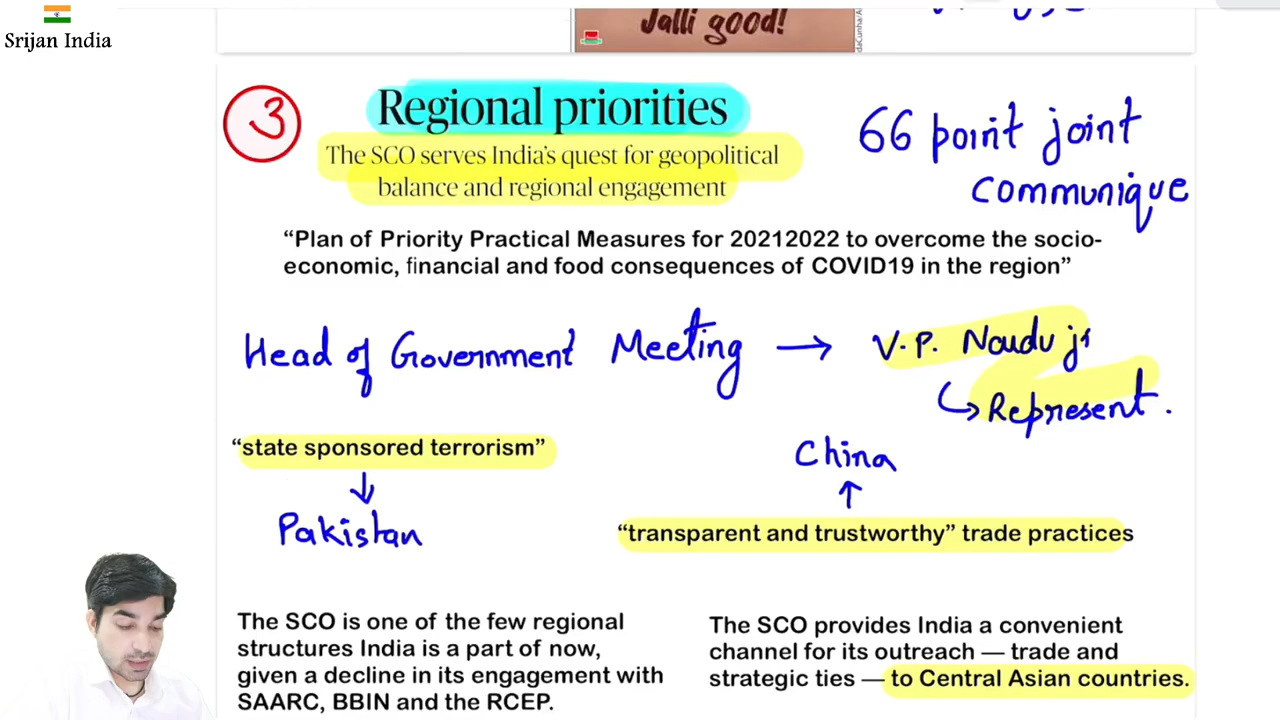 Srijan India
Jalli good!
3
Regional priorities
The SCO serves India's quest for geopolitical
balance and regional engagement
66 point joint
communique
“Plan of Priority Practical Measures for 20212022 to overcome the socio-
economic, financial and food consequences of COVID19 in the region”
Head of Government Meeting → V.P. Naidu ji
↳ Represent.
“state sponsored terrorism”
↓
Pakistan
China
↑
“transparent and trustworthy” trade practices
The SCO is one of the few regional
structures India is a part of now,
given a decline in its engagement with
SAARC, BBIN and the RCEP.
The SCO provides India a convenient
channel for its outreach — trade and
strategic ties — to Central Asian countries.